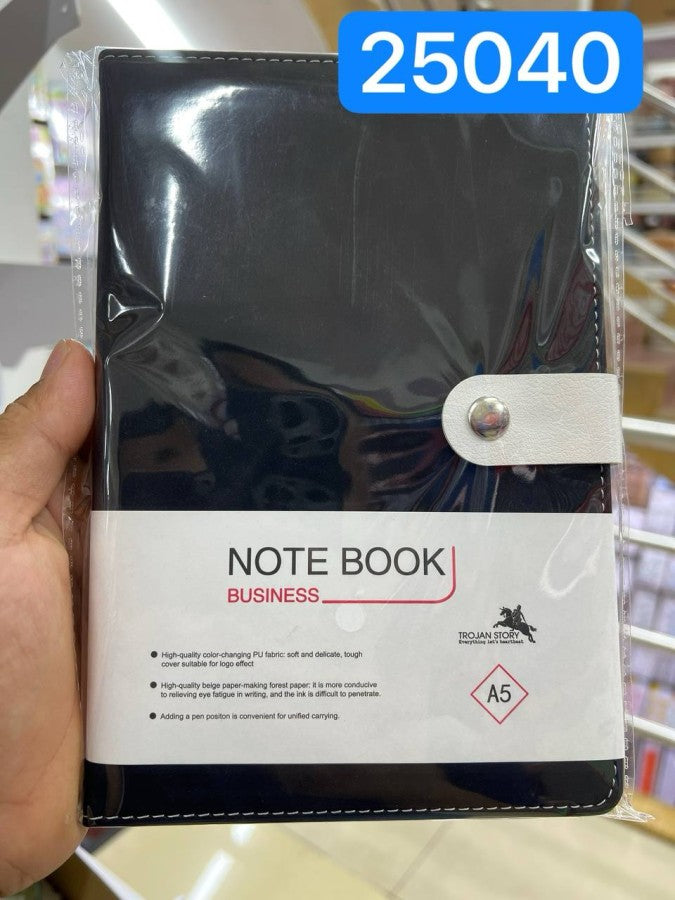 25040
NOTE BOOK
BUSINESS
TROJAN STORY
Everything let's heartbeat
● High-quality color-changing PU fabric: soft and delicate, tough
cover suitable for logo effect
● High-quality beige paper-making forest paper: it is more conducive
to relieving eye fatigue in writing, and the ink is difficult to penetrate.
● Adding a pen positon is convenient for unified carrying.
A5